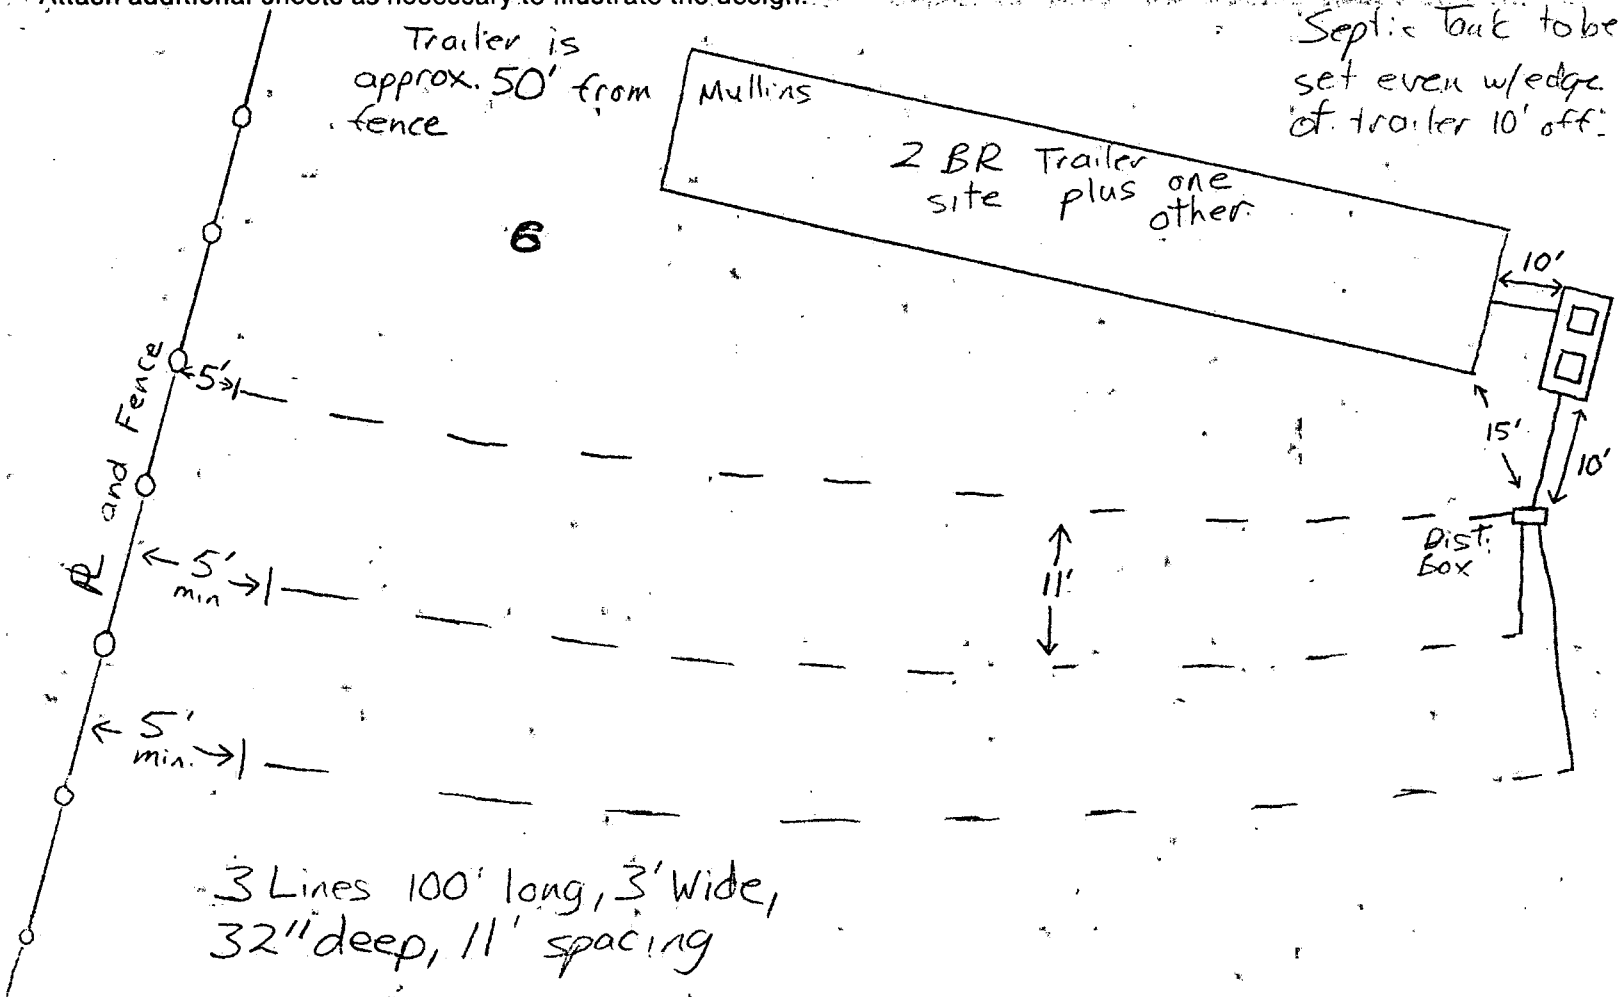 Attach additional sheets as necessary to illustrate the design.
Trailer is
approx. 50' from
fence
Septic Tank to be
set even w/edge
of trailer 10' off.
Mullins
2 BR Trailer
site plus one
other.
6
10'
5'
15'
10'
PL and Fence
Dist.
Box
5'
min
11'
5'
min.
3 Lines 100' long, 3' Wide,
32" deep, 11' spacing